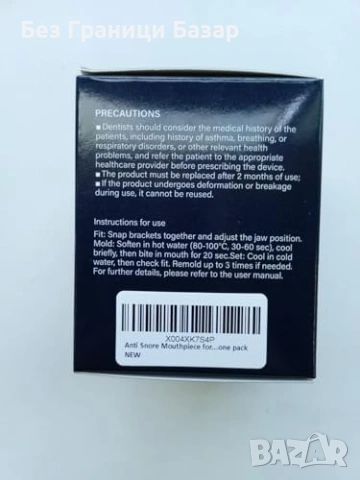 Без Граници Базар
PRECAUTIONS
■ Dentists should consider the medical history of the
patients, including history of asthma, breathing, or
respiratory disorders, or other relevant health
problems, and refer the patient to the appropriate
healthcare provider before prescribing the device.
■ The product must be replaced after 2 months of use;
■ If the product undergoes deformation or breakage
during use, it cannot be reused.
Instructions for use
Fit: Snap brackets together and adjust the jaw position.
Mold: Soften in hot water (80-100°C, 30-60 sec), cool
briefly, then bite in mouth for 20 sec.Set: Cool in cold
water, then check fit. Remold up to 3 times if needed.
For further details, please refer to the user manual.
X004XK7S4P
Anti Snore Mouthpiece for...one pack
NEW
BAZAR
bg